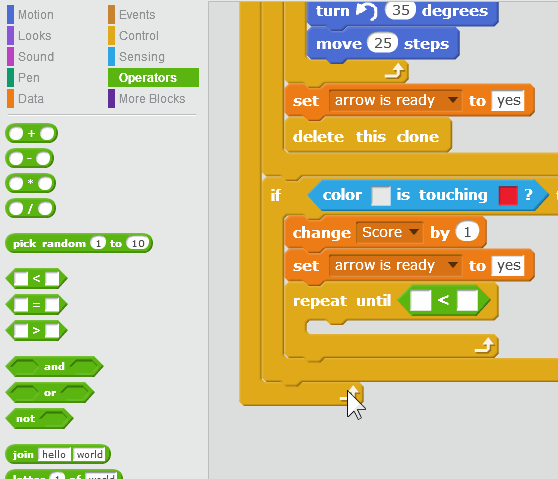 Motion
Looks
Sound
Pen
Data
Events
Control
Sensing
Operators
More Blocks
+
-
*
/
pick random 1 to 10
<
=
>
and
or
not
join hello world
letter 1 of world
turn 35 degrees
move 25 steps
set arrow is ready to yes
delete this clone
if color is touching ?
change Score by 1
set arrow is ready to yes
repeat until <